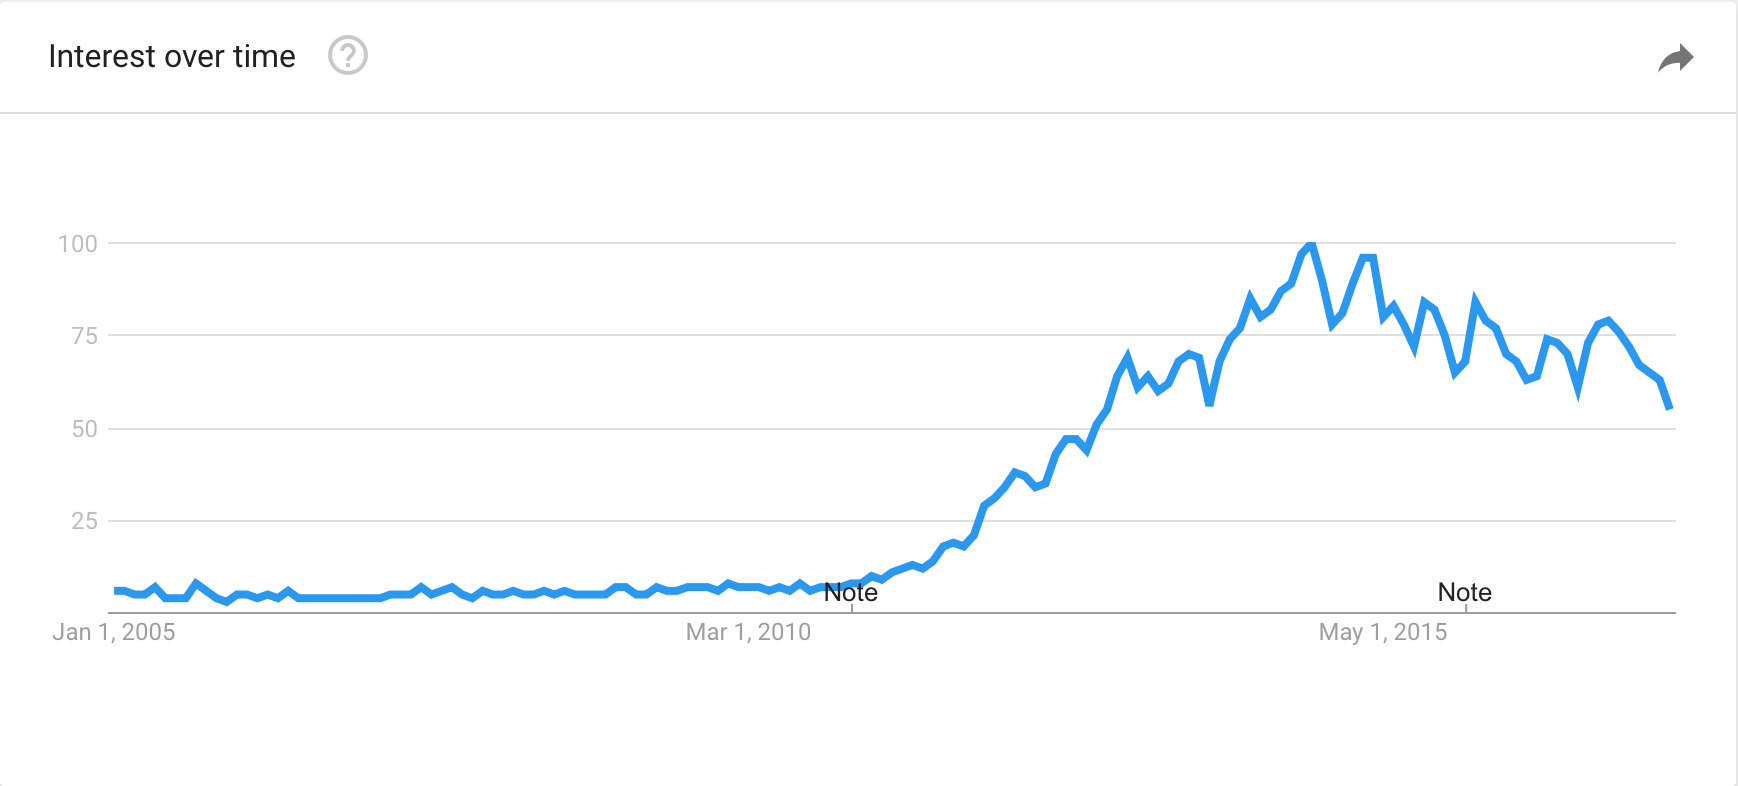 Interest over time ?
100
75
50
25
Note Note
Jan 1, 2005 Mar 1, 2010 May 1, 2015